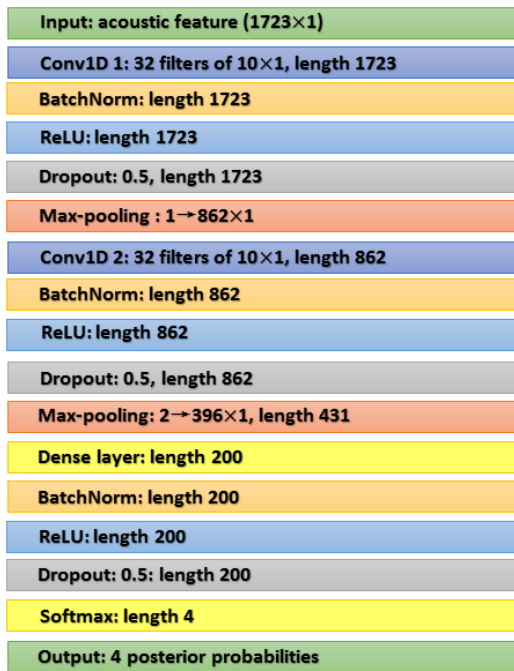 Input: acoustic feature (1723×1)
Conv1D 1: 32 filters of 10×1, length 1723
BatchNorm: length 1723
ReLU: length 1723
Dropout: 0.5, length 1723
Max-pooling : 1→862×1
Conv1D 2: 32 filters of 10×1, length 862
BatchNorm: length 862
ReLU: length 862
Dropout: 0.5, length 862
Max-pooling: 2→396×1, length 431
Dense layer: length 200
BatchNorm: length 200
ReLU: length 200
Dropout: 0.5: length 200
Softmax: length 4
Output: 4 posterior probabilities